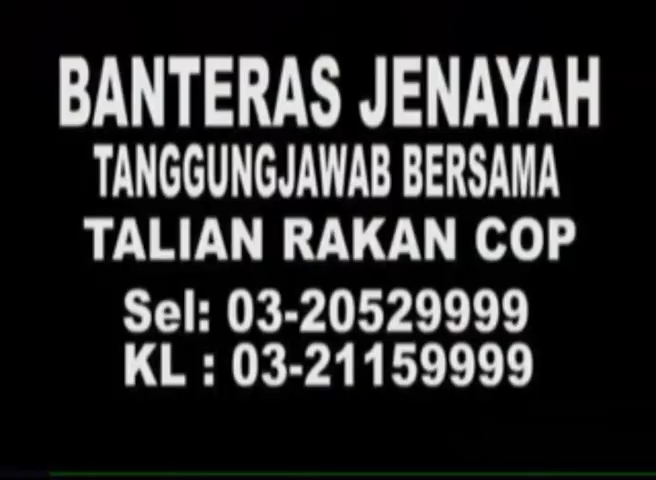 BANTERAS JENAYAH
TANGGUNGJAWAB BERSAMA
TALIAN RAKAN COP
Sel: 03-20529999
KL : 03-21159999